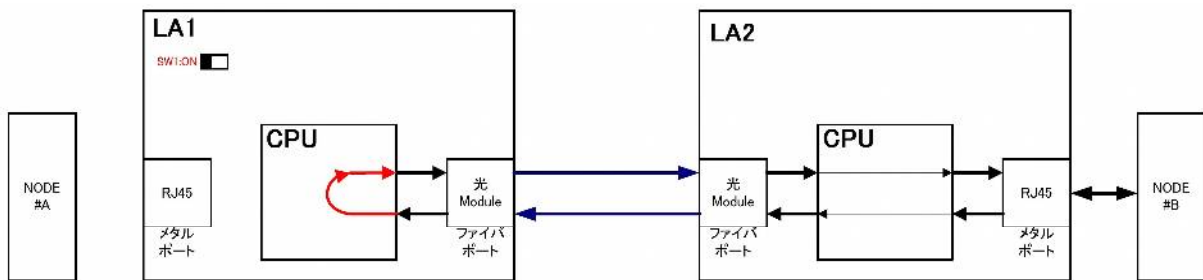 LA1
SW1:ON
CPU
NODE
#A
RJ45
メタル
ポート
光
Module
ファイバ
ポート
LA2
光
Module
ファイバ
ポート
CPU
RJ45
メタル
ポート
NODE
#B